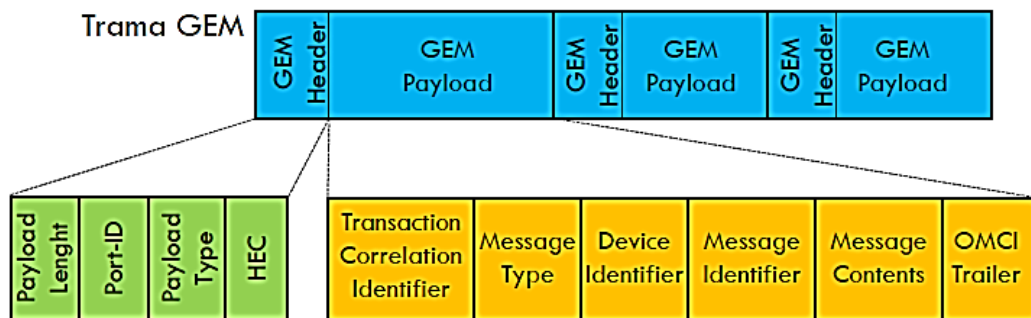 Trama GEM
GEM
Header
GEM
Payload
GEM
Header
GEM
Payload
GEM
Header
GEM
Payload
Payload
Lenght
Port-ID
Payload
Type
HEC
Transaction
Correlation
Identifier
Message
Type
Device
Identifier
Message
Identifier
Message
Contents
OMCI
Trailer